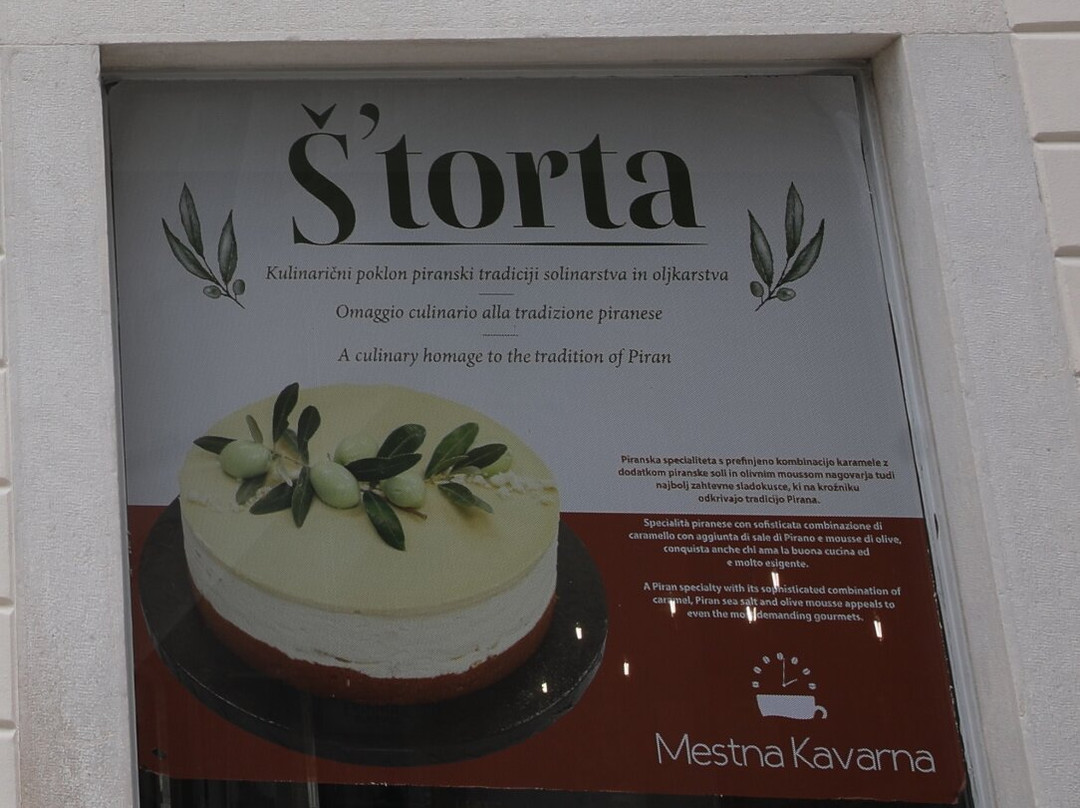 Š'torta
Kulinarični poklon piranski tradiciji solinarstva in oljkarstva
Omaggio culinario alla tradizione piranese
A culinary homage to the tradition of Piran
Piranska specialiteta s prefinjeno kombinacijo karamele z
dodatkom piranske soli in olivnim moussom nagovarja tudi
najbolj zahtevne sladokusce, ki na krožniku
odkrivajo tradicijo Pirana.
Specialità piranese con sofisticata combinazione di
caramello con aggiunta di sale di Pirano e mousse di olive,
conquista anche chi ama la buona cucina ed
e molto esigente.
A Piran specialty with its sophisticated combination of
caramel, Piran sea salt and olive mousse appeals to
even the most demanding gourmets.
Mestna Kavarna